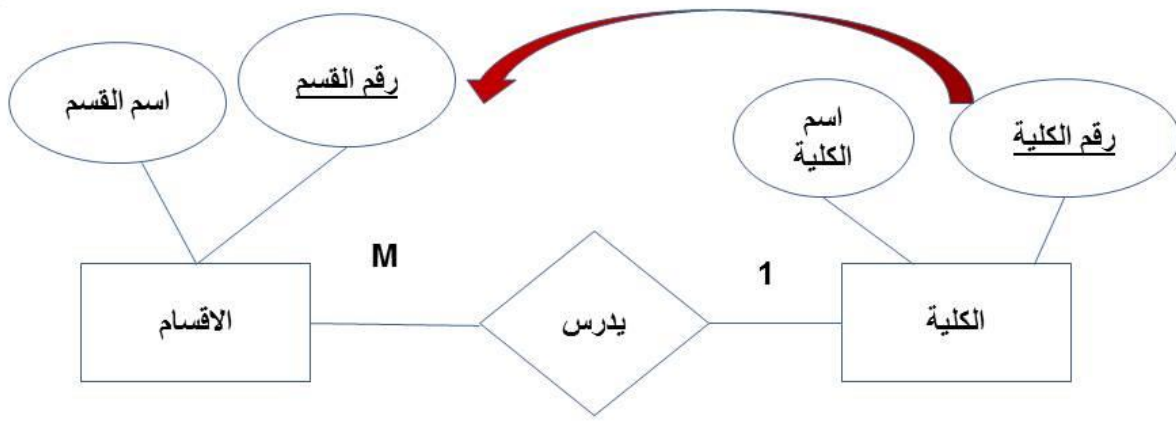 رقم القسم
اسم القسم
اسم
الكلية
رقم الكلية
M
1
الاقسام
يدرس
الكلية